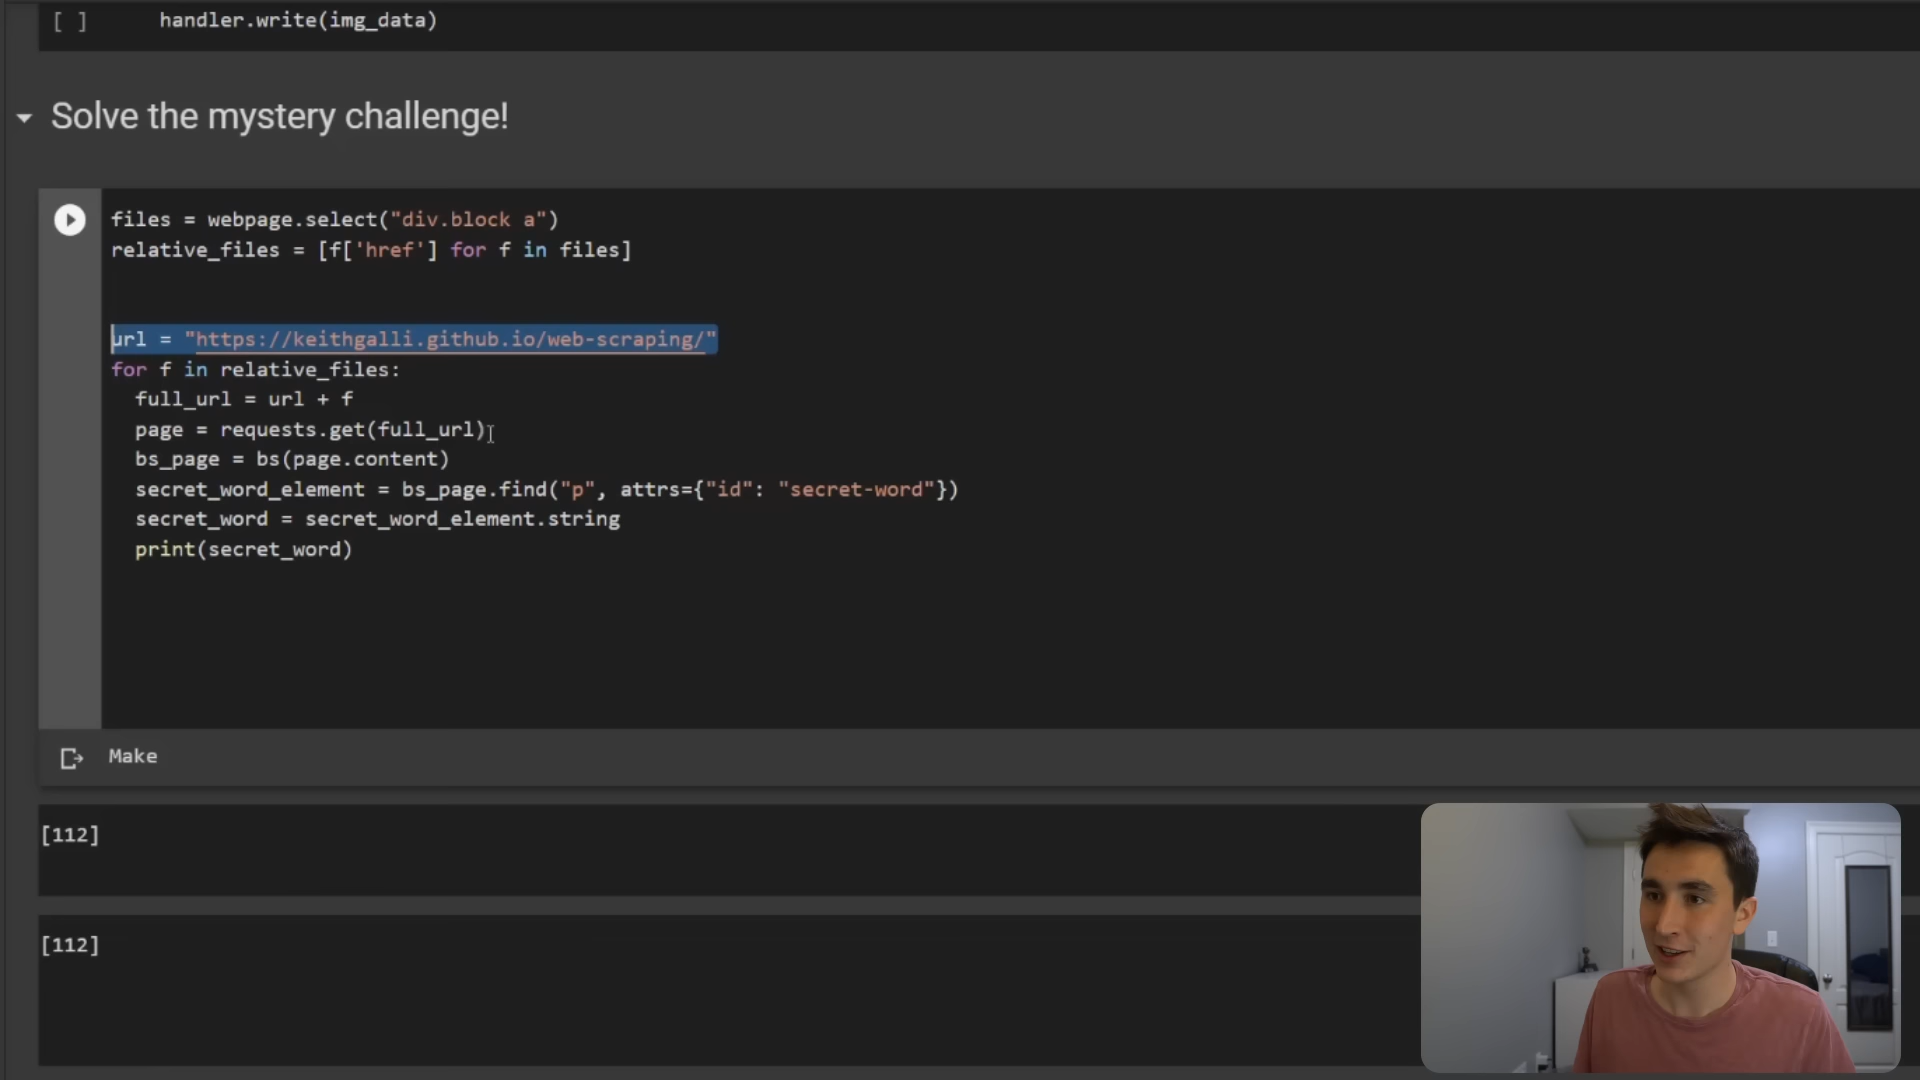 [ ] handler.write(img_data)
Solve the mystery challenge!
files = webpage.select("div.block a")
relative_files = [f['href'] for f in files]
url = "https://keithgalli.github.io/web-scraping/"
for f in relative_files:
  full_url = url + f
  page = requests.get(full_url)
  bs_page = bs(page.content)
  secret_word_element = bs_page.find("p", attrs={"id": "secret-word"})
  secret_word = secret_word_element.string
  print(secret_word)
Make
[112]
[112]